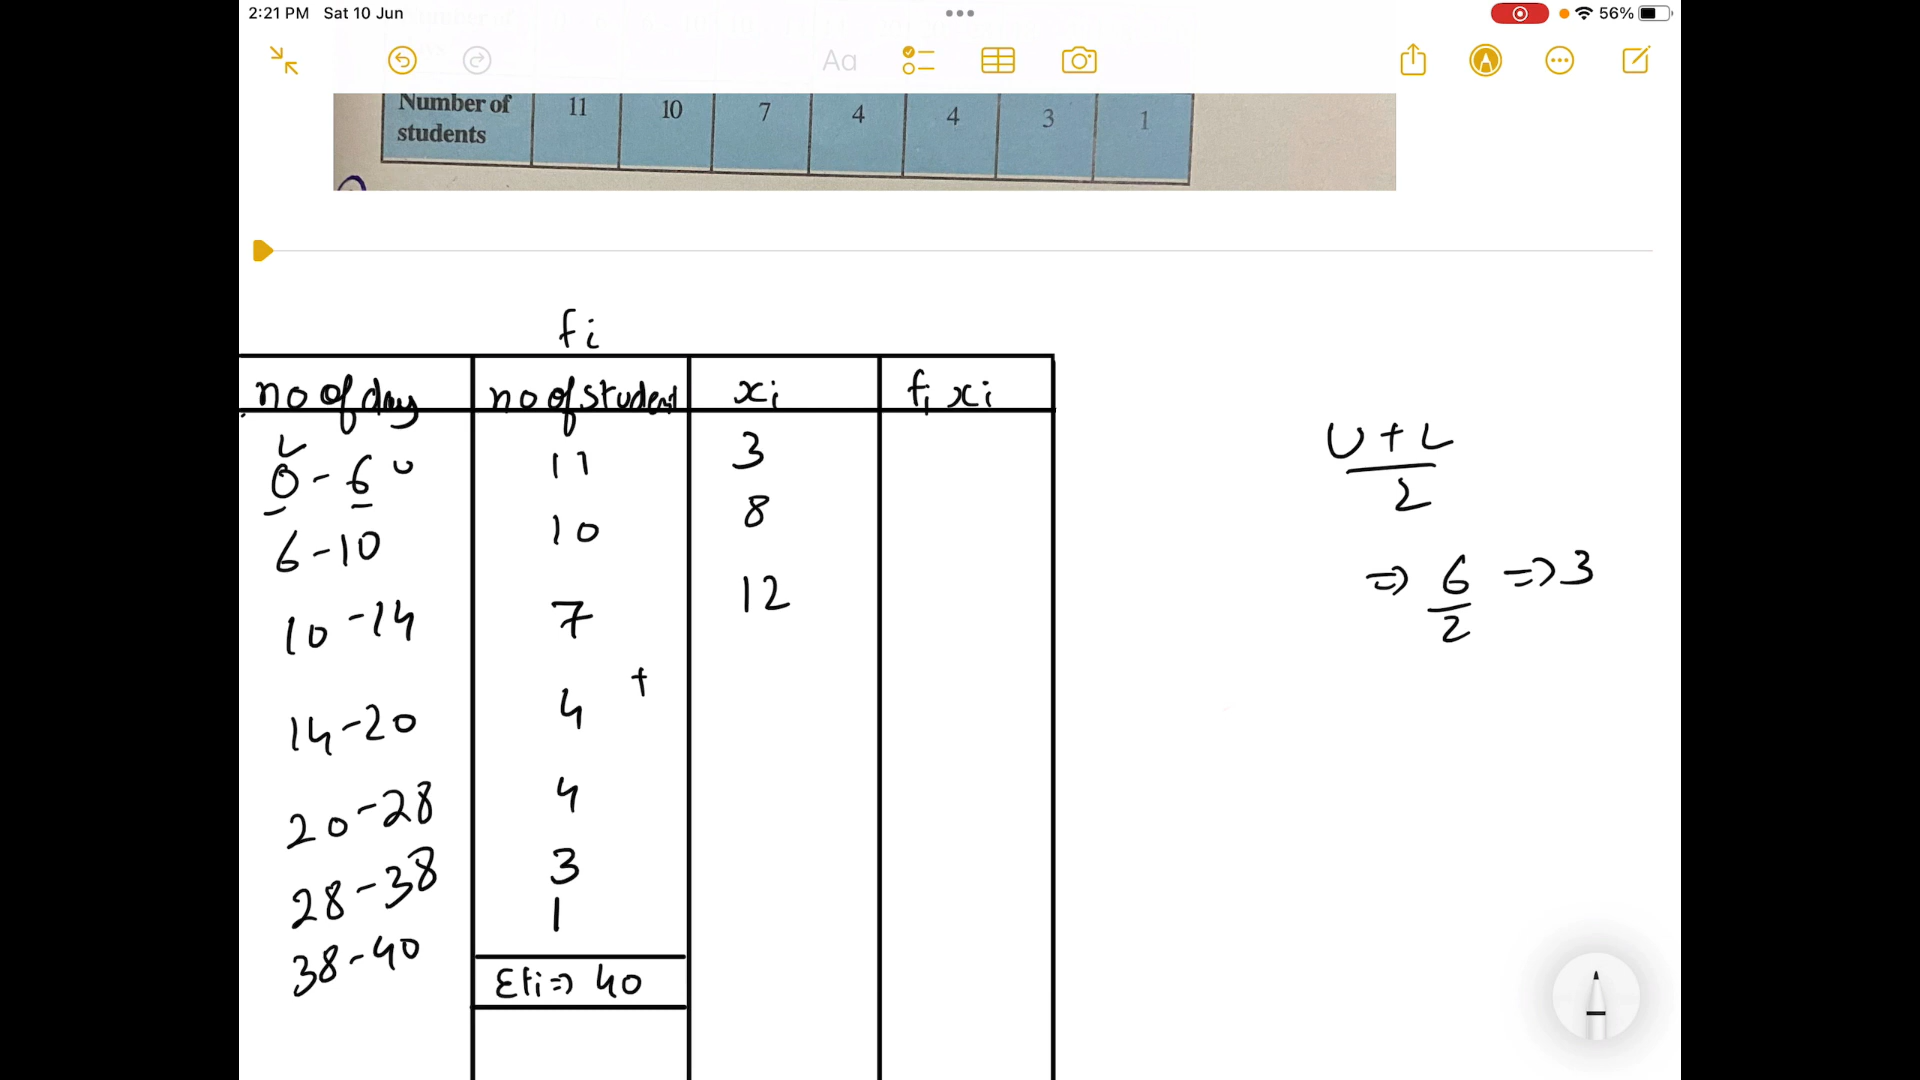 2:21 PM Sat 10 Jun
56%
Aa
Number of students 11 10 7 4 4 3 1
fi
no of day no of student xi fi xi
L
0-6 U 11 3
6-10 10 8
10-14 7 12
+
14-20 4
20-28 4
28-38 3
38-40 1
Σfi=> 40
U+L
2
=> 6 => 3
2